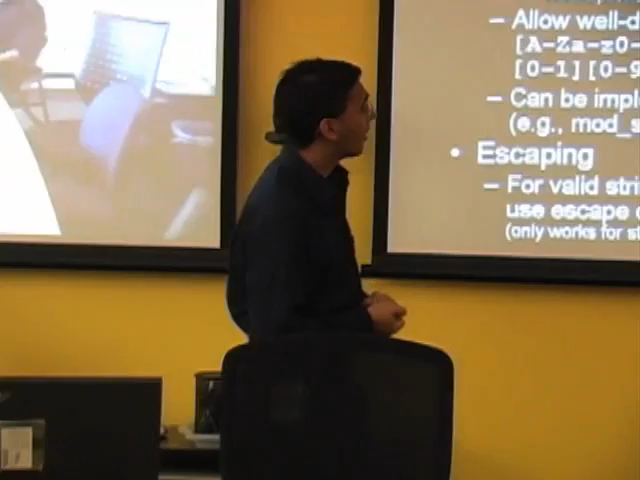 – Allow well-d
[A-Za-z0-
[0-1][0-9
– Can be imple
(e.g., mod_s
• Escaping
– For valid stri
use escape c
(only works for st